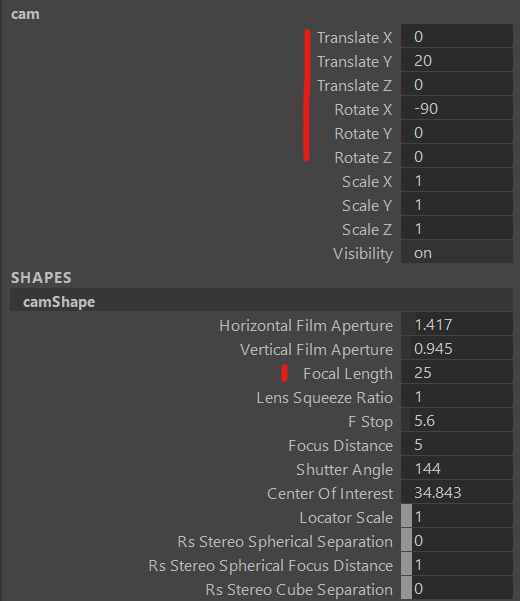 cam
Translate X 0
Translate Y 20
Translate Z 0
Rotate X -90
Rotate Y 0
Rotate Z 0
Scale X 1
Scale Y 1
Scale Z 1
Visibility on
SHAPES
camShape
Horizontal Film Aperture 1.417
Vertical Film Aperture 0.945
Focal Length 25
Lens Squeeze Ratio 1
F Stop 5.6
Focus Distance 5
Shutter Angle 144
Center Of Interest 34.843
Locator Scale 1
Rs Stereo Spherical Separation 0
Rs Stereo Spherical Focus Distance 1
Rs Stereo Cube Separation 0